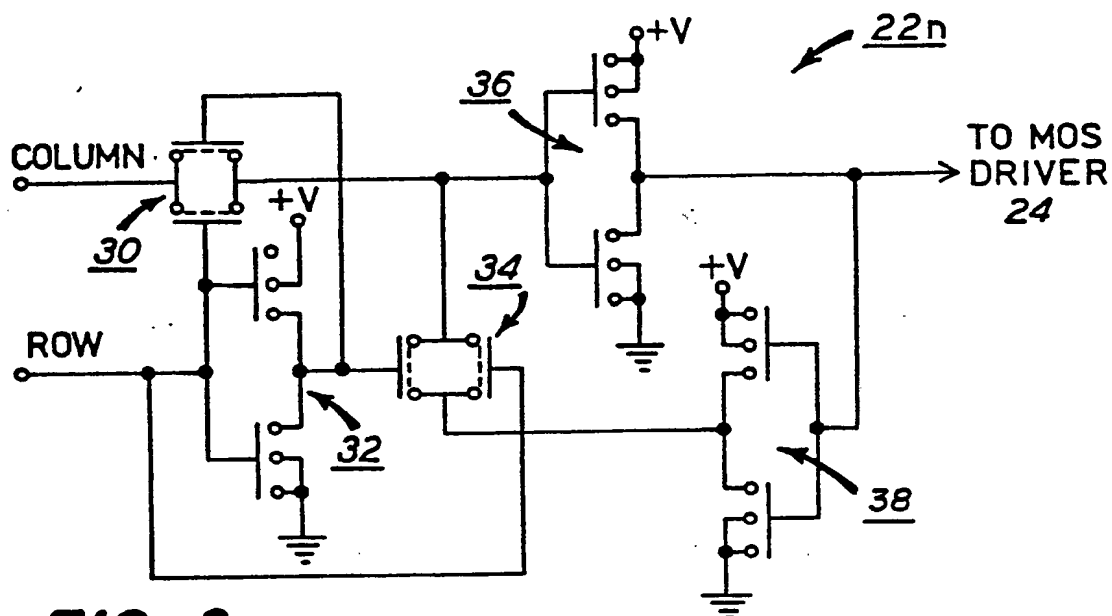 22n
+V
36
TO MOS
DRIVER
24
COLUMN
+V
30
34
+V
ROW
32
38